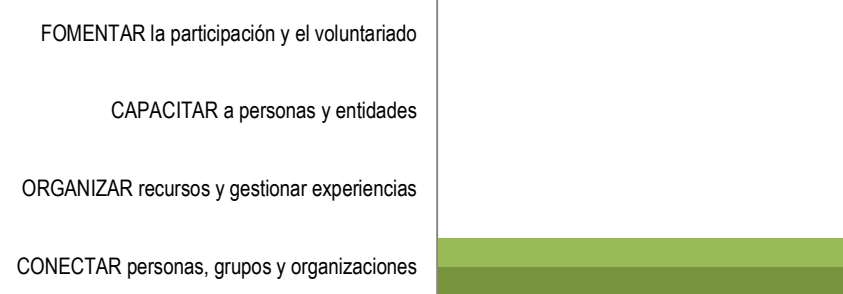 FOMENTAR la participación y el voluntariado
CAPACITAR a personas y entidades
ORGANIZAR recursos y gestionar experiencias
CONECTAR personas, grupos y organizaciones